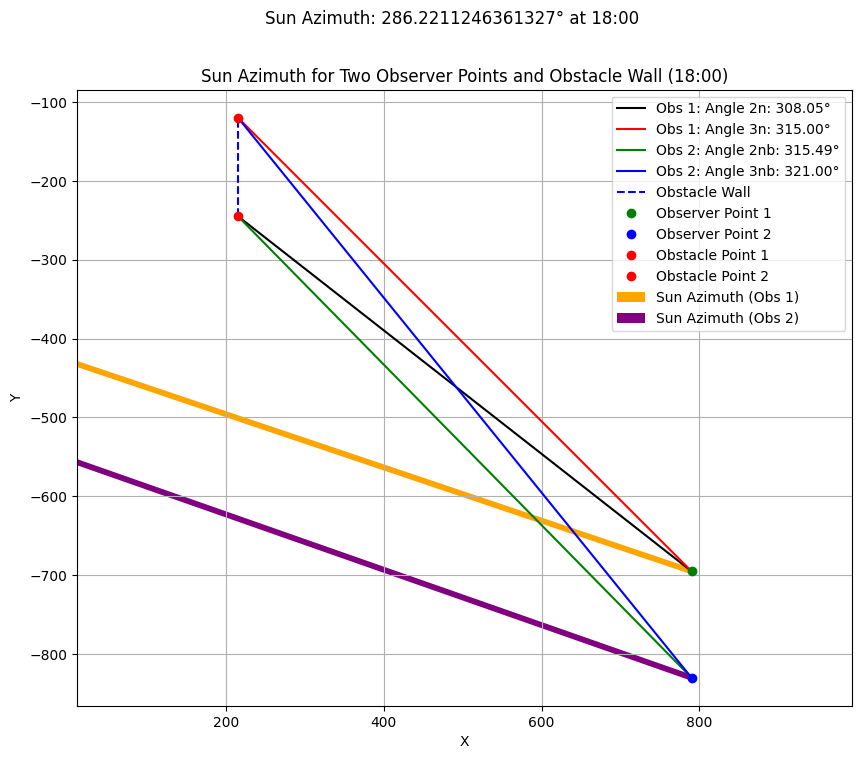 Sun Azimuth: 286.2211246361327° at 18:00
Sun Azimuth for Two Observer Points and Obstacle Wall (18:00)
Obs 1: Angle 2n: 308.05°
Obs 1: Angle 3n: 315.00°
Obs 2: Angle 2nb: 315.49°
Obs 2: Angle 3nb: 321.00°
Obstacle Wall
Observer Point 1
Observer Point 2
Obstacle Point 1
Obstacle Point 2
Sun Azimuth (Obs 1)
Sun Azimuth (Obs 2)
−100
−200
−300
−400
−500
−600
−700
−800
Y
200 400 600 800
X